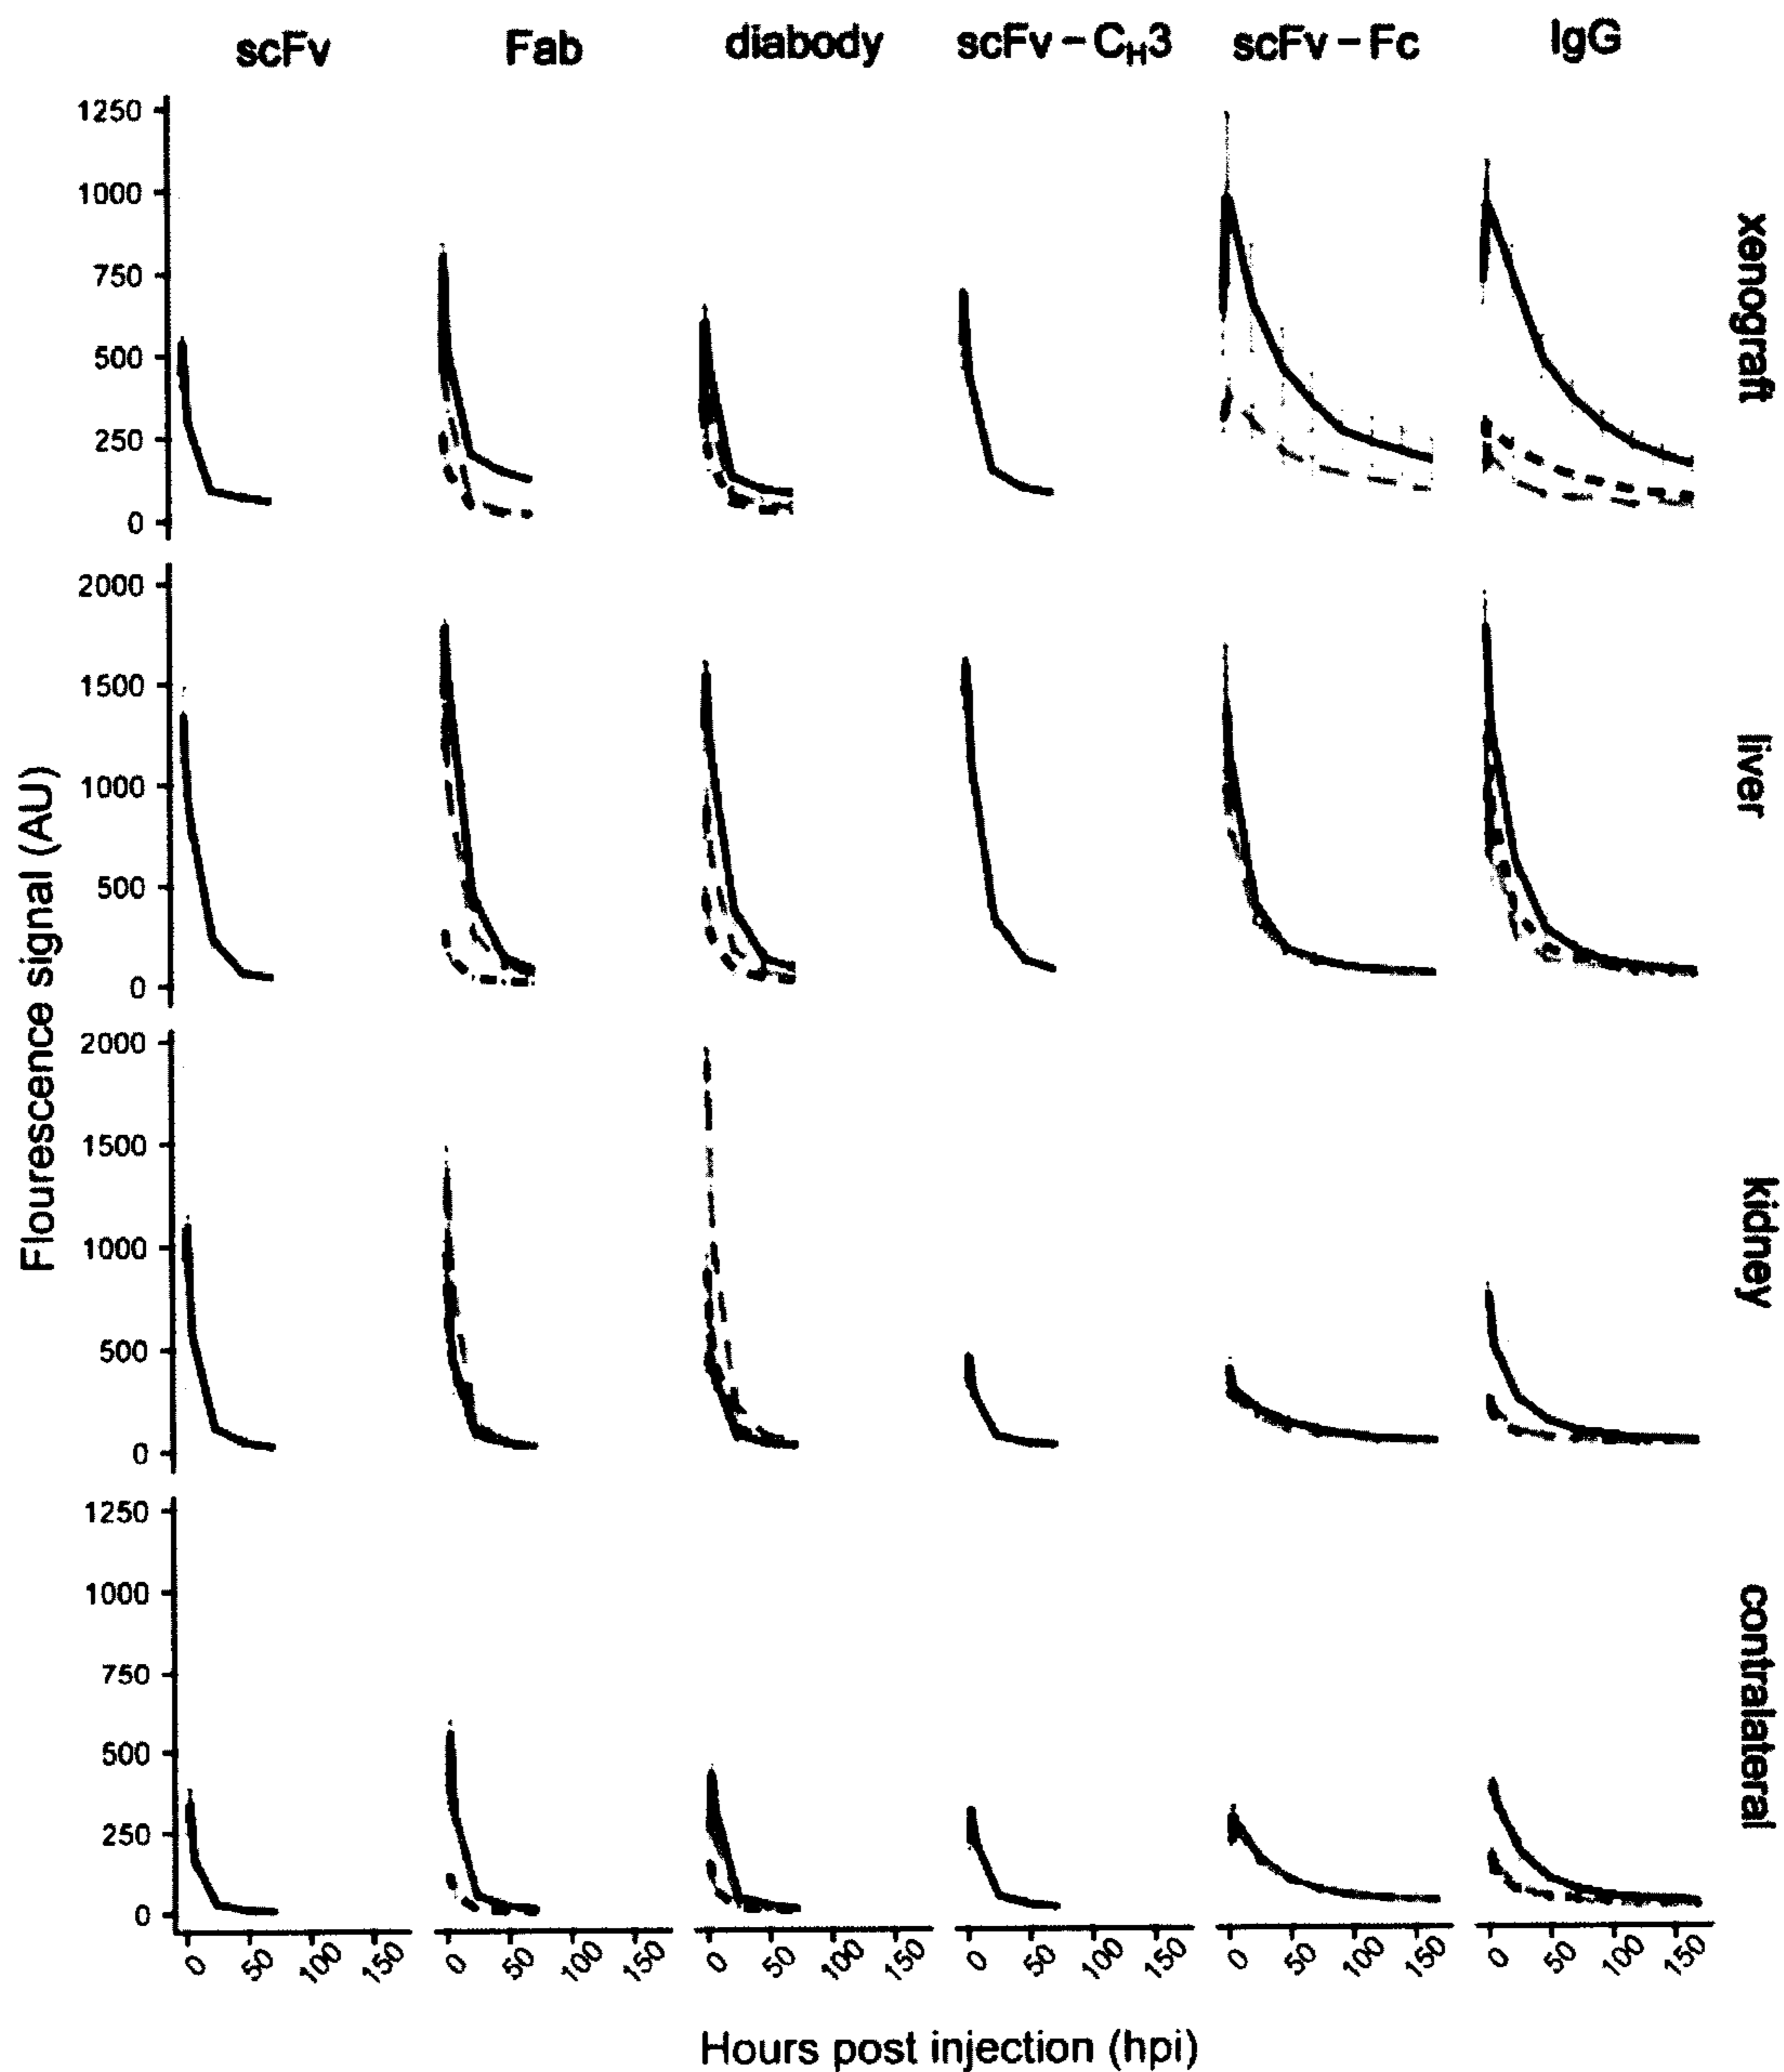 scFv Fab diabody scFv – CH3 scFv – Fc IgG
1250
1000
750
500
250
0
xenograft
2000
1500
1000
500
0
liver
2000
1500
1000
500
0
kidney
1250
1000
750
500
250
0
contralateral
Flourescence signal (AU)
0 50 100 150 0 50 100 150 0 50 100 150 0 50 100 150 0 50 100 150 0 50 100 150
Hours post injection (hpi)